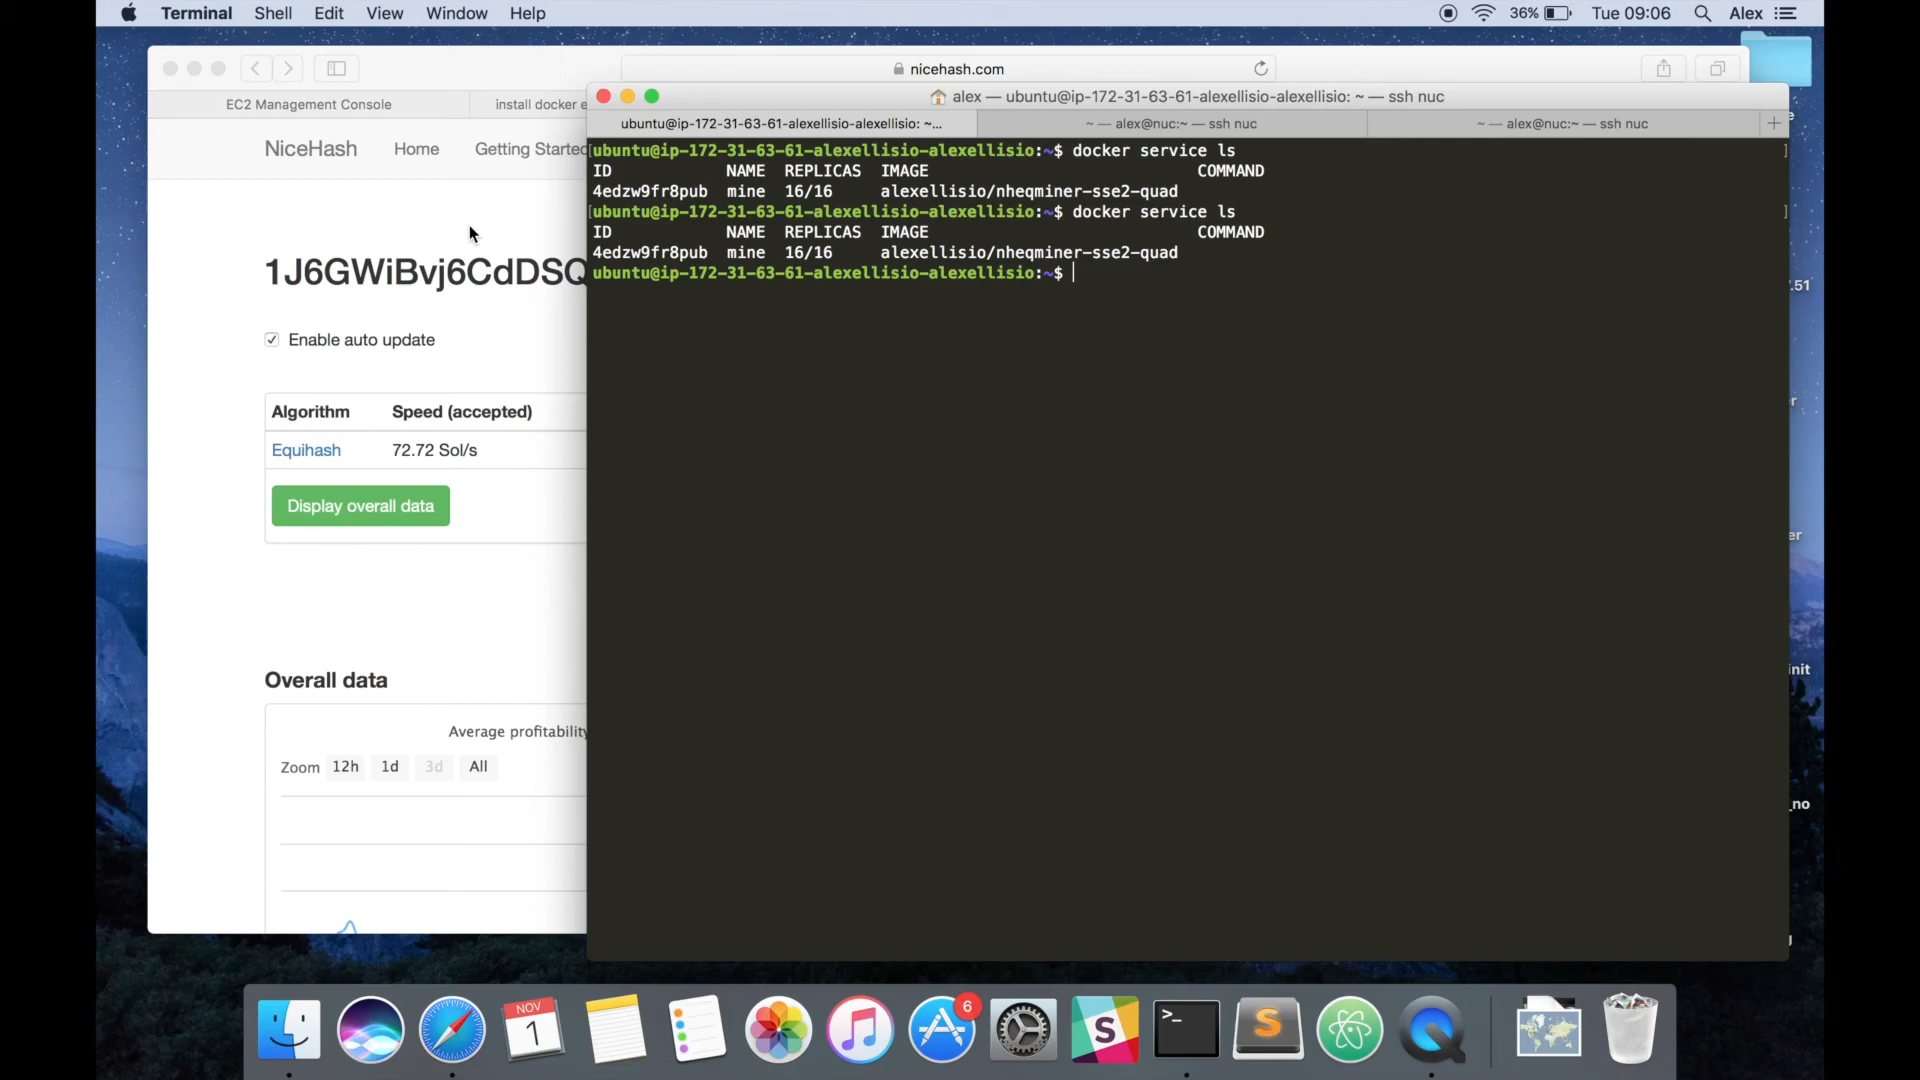 Terminal Shell Edit View Window Help
36% Tue 09:06 Alex
nicehash.com
EC2 Management Console
install docker e
alex — ubuntu@ip-172-31-63-61-alexellisio-alexellisio: ~ — ssh nuc
ubuntu@ip-172-31-63-61-alexellisio-alexellisio: ~...
~ — alex@nuc:~ — ssh nuc
~ — alex@nuc:~ — ssh nuc
NiceHash Home Getting Started
1J6GWiBvj6CdDSQ
Enable auto update
Algorithm Speed (accepted)
Equihash 72.72 Sol/s
Display overall data
Overall data
Average profitability
Zoom 12h 1d 3d All
ubuntu@ip-172-31-63-61-alexellisio-alexellisio:~$ docker service ls
ID NAME REPLICAS IMAGE COMMAND
4edzw9fr8pub mine 16/16 alexellisio/nheqminer-sse2-quad
ubuntu@ip-172-31-63-61-alexellisio-alexellisio:~$ docker service ls
ID NAME REPLICAS IMAGE COMMAND
4edzw9fr8pub mine 16/16 alexellisio/nheqminer-sse2-quad
ubuntu@ip-172-31-63-61-alexellisio-alexellisio:~$
.51
er
init
_no
NOV
1
6
S
>_
S